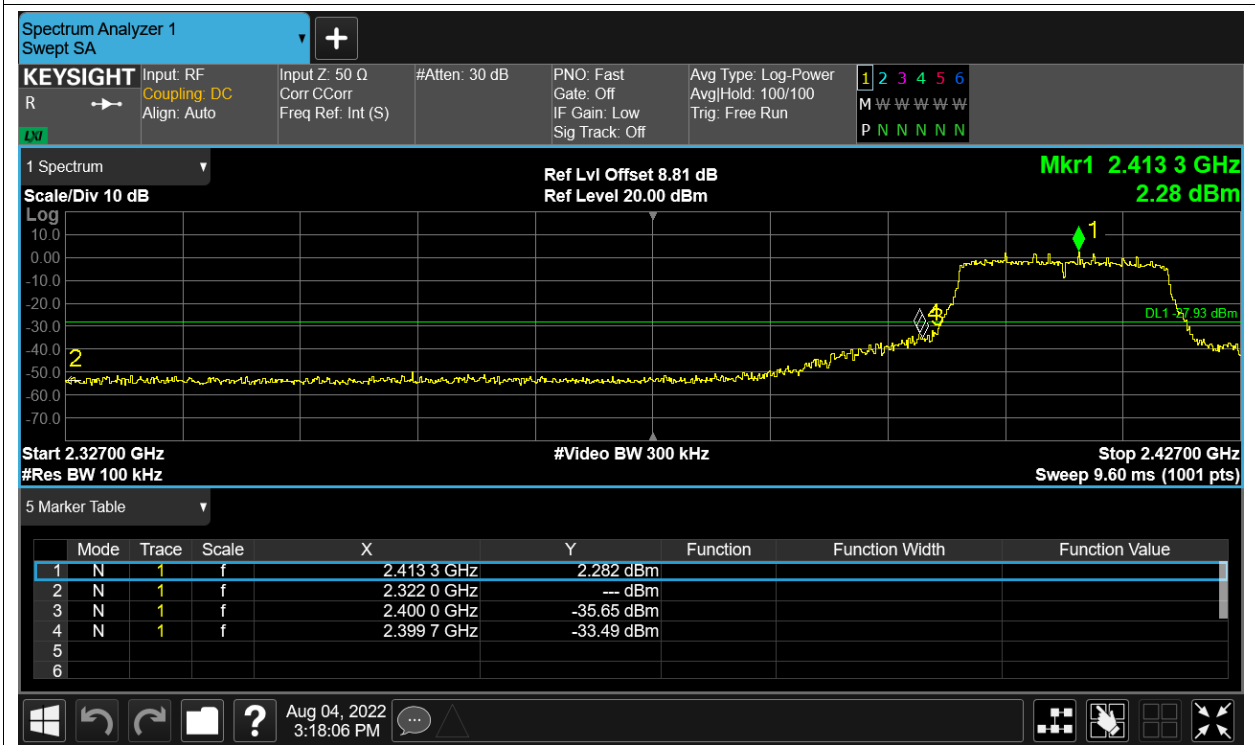 Spectrum Analyzer 1
Swept SA
+
KEYSIGHT Input: RF Input Z: 50 Ω #Atten: 30 dB PNO: Fast Avg Type: Log-Power 1 2 3 4 5 6
R Coupling: DC Corr CCorr Gate: Off Avg|Hold: 100/100 M W W W W W
Align: Auto Freq Ref: Int (S) IF Gain: Low Trig: Free Run
LXI Sig Track: Off P N N N N N
1 Spectrum Ref Lvl Offset 8.81 dB Mkr1 2.413 3 GHz
Scale/Div 10 dB Ref Level 20.00 dBm 2.28 dBm
Log
10.0
0.00
-10.0
-20.0
-30.0
-40.0
-50.0
-60.0
-70.0
1
DL1 -27.93 dBm
2
Start 2.32700 GHz #Video BW 300 kHz Stop 2.42700 GHz
#Res BW 100 kHz Sweep 9.60 ms (1001 pts)
5 Marker Table
Mode Trace Scale X Y Function Function Width Function Value
1 N 1 f 2.413 3 GHz 2.282 dBm
2 N 1 f 2.322 0 GHz --- dBm
3 N 1 f 2.400 0 GHz -35.65 dBm
4 N 1 f 2.399 7 GHz -33.49 dBm
5
6
? Aug 04, 2022
3:18:06 PM